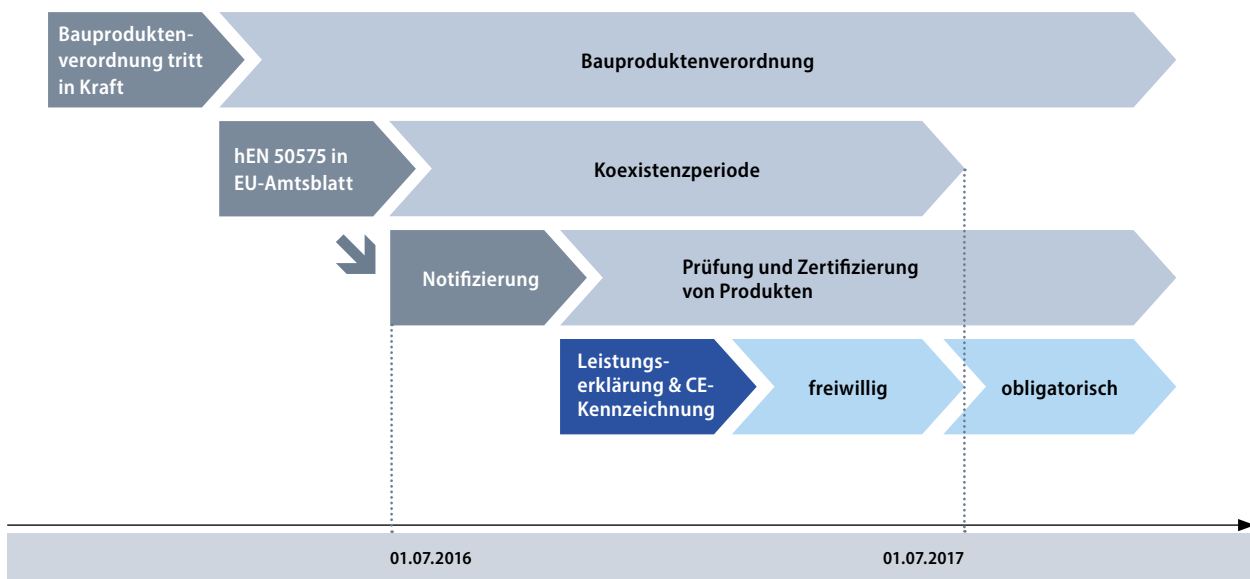 Bauprodukten-
verordnung tritt
in Kraft
Bauproduktenverordnung
hEN 50575 in
EU-Amtsblatt
Koexistenzperiode
Notifizierung
Prüfung und Zertifizierung
von Produkten
Leistungs-
erklärung & CE-
Kennzeichnung
freiwillig
obligatorisch
01.07.2016
01.07.2017